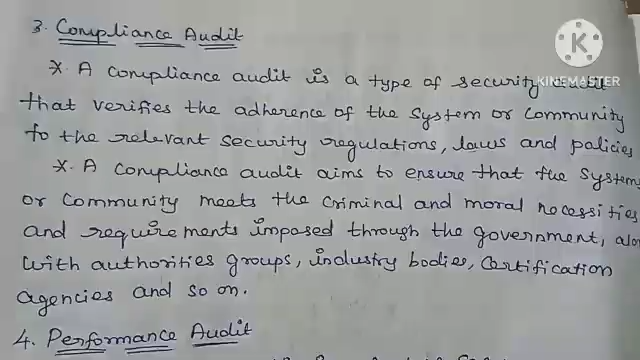 3. Compliance Audit
* A compliance audit is a type of security
that verifies the adherence of the system or community
to the relevant security regulations, laws and policies
* A compliance audit aims to ensure that the system
or community meets the criminal and moral necessities
and requirements imposed through the government,
with authorities groups, industry bodies, certification
agencies and so on.
4. Performance Audit
K
KINEMASTER